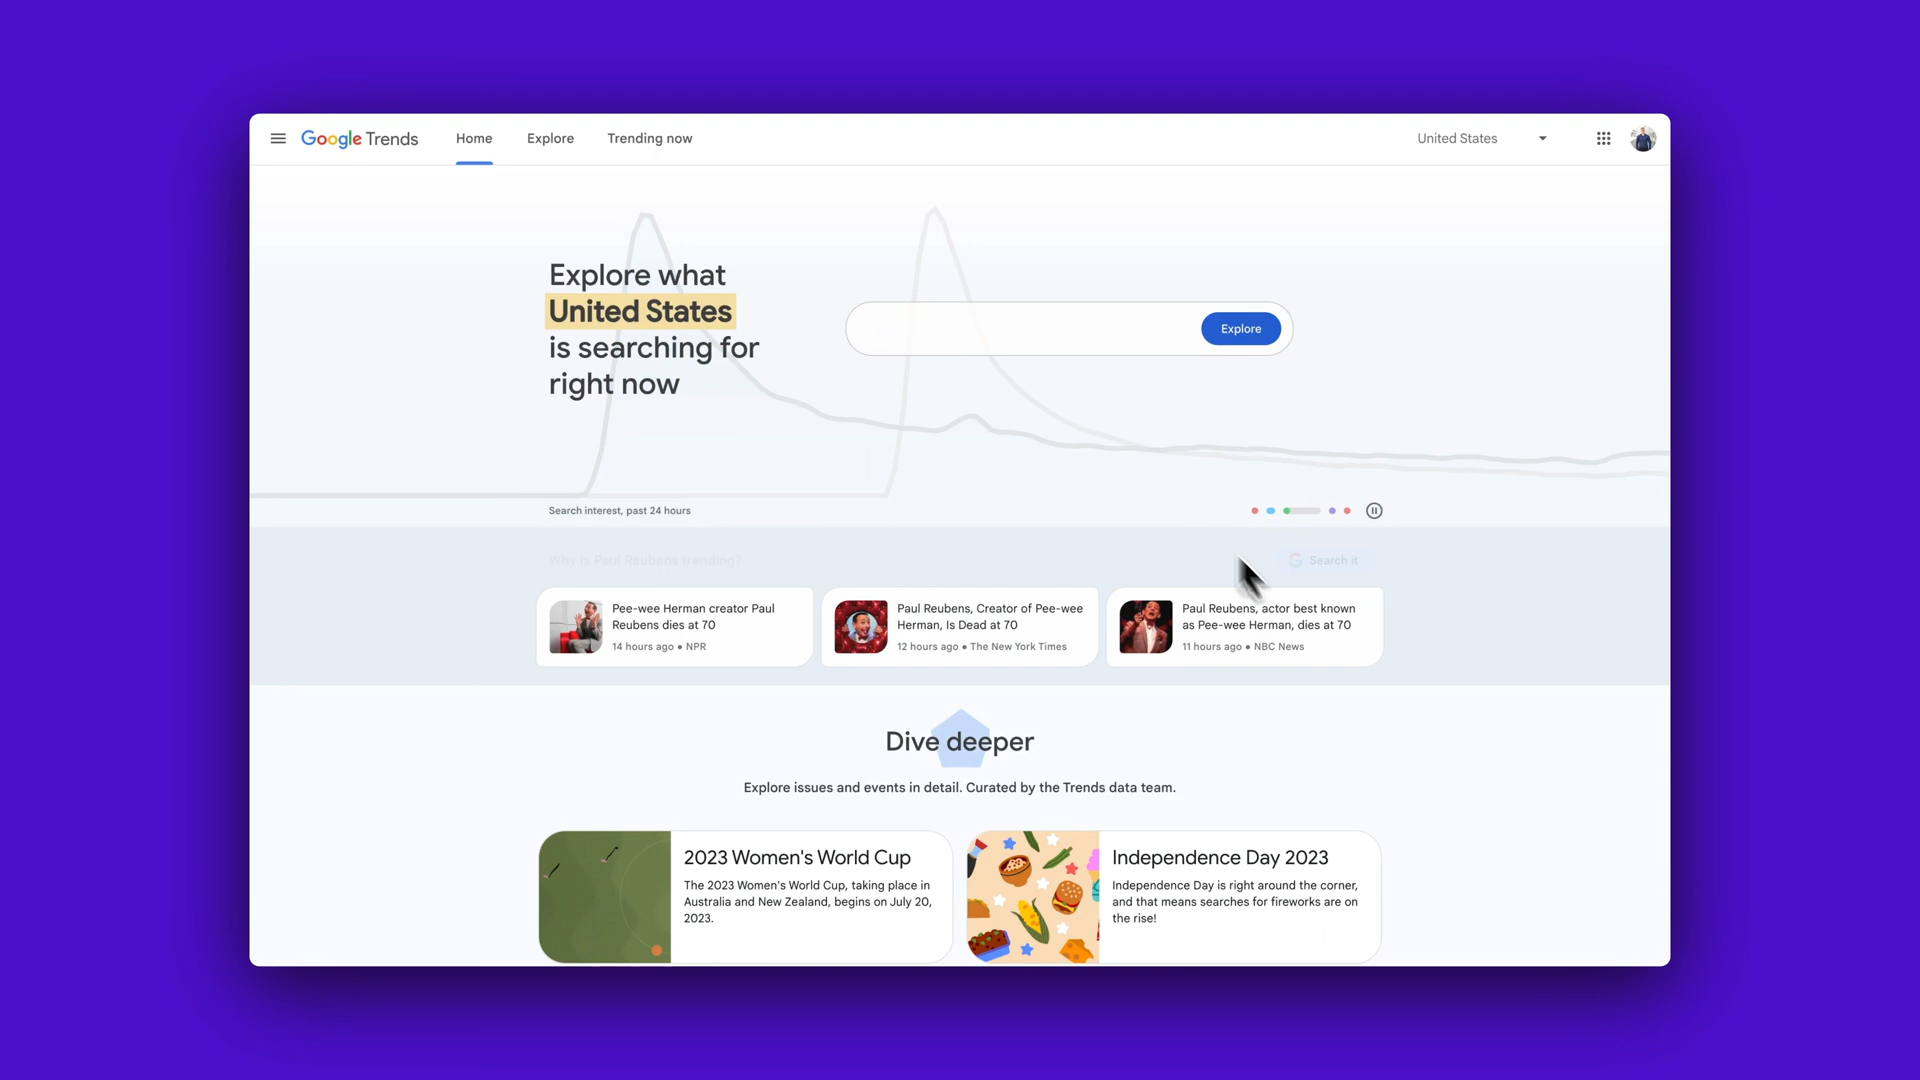 Google Trends
Home
Explore
Trending now
United States
Explore what
United States
is searching for
right now
Explore
Search interest, past 24 hours
Why is Paul Reubens trending?
Search it
Pee-wee Herman creator Paul
Reubens dies at 70
14 hours ago • NPR
Paul Reubens, Creator of Pee-wee
Herman, Is Dead at 70
12 hours ago • The New York Times
Paul Reubens, actor best known
as Pee-wee Herman, dies at 70
11 hours ago • NBC News
Dive deeper
Explore issues and events in detail. Curated by the Trends data team.
2023 Women's World Cup
The 2023 Women's World Cup, taking place in
Australia and New Zealand, begins on July 20,
2023.
Independence Day 2023
Independence Day is right around the corner,
and that means searches for fireworks are on
the rise!